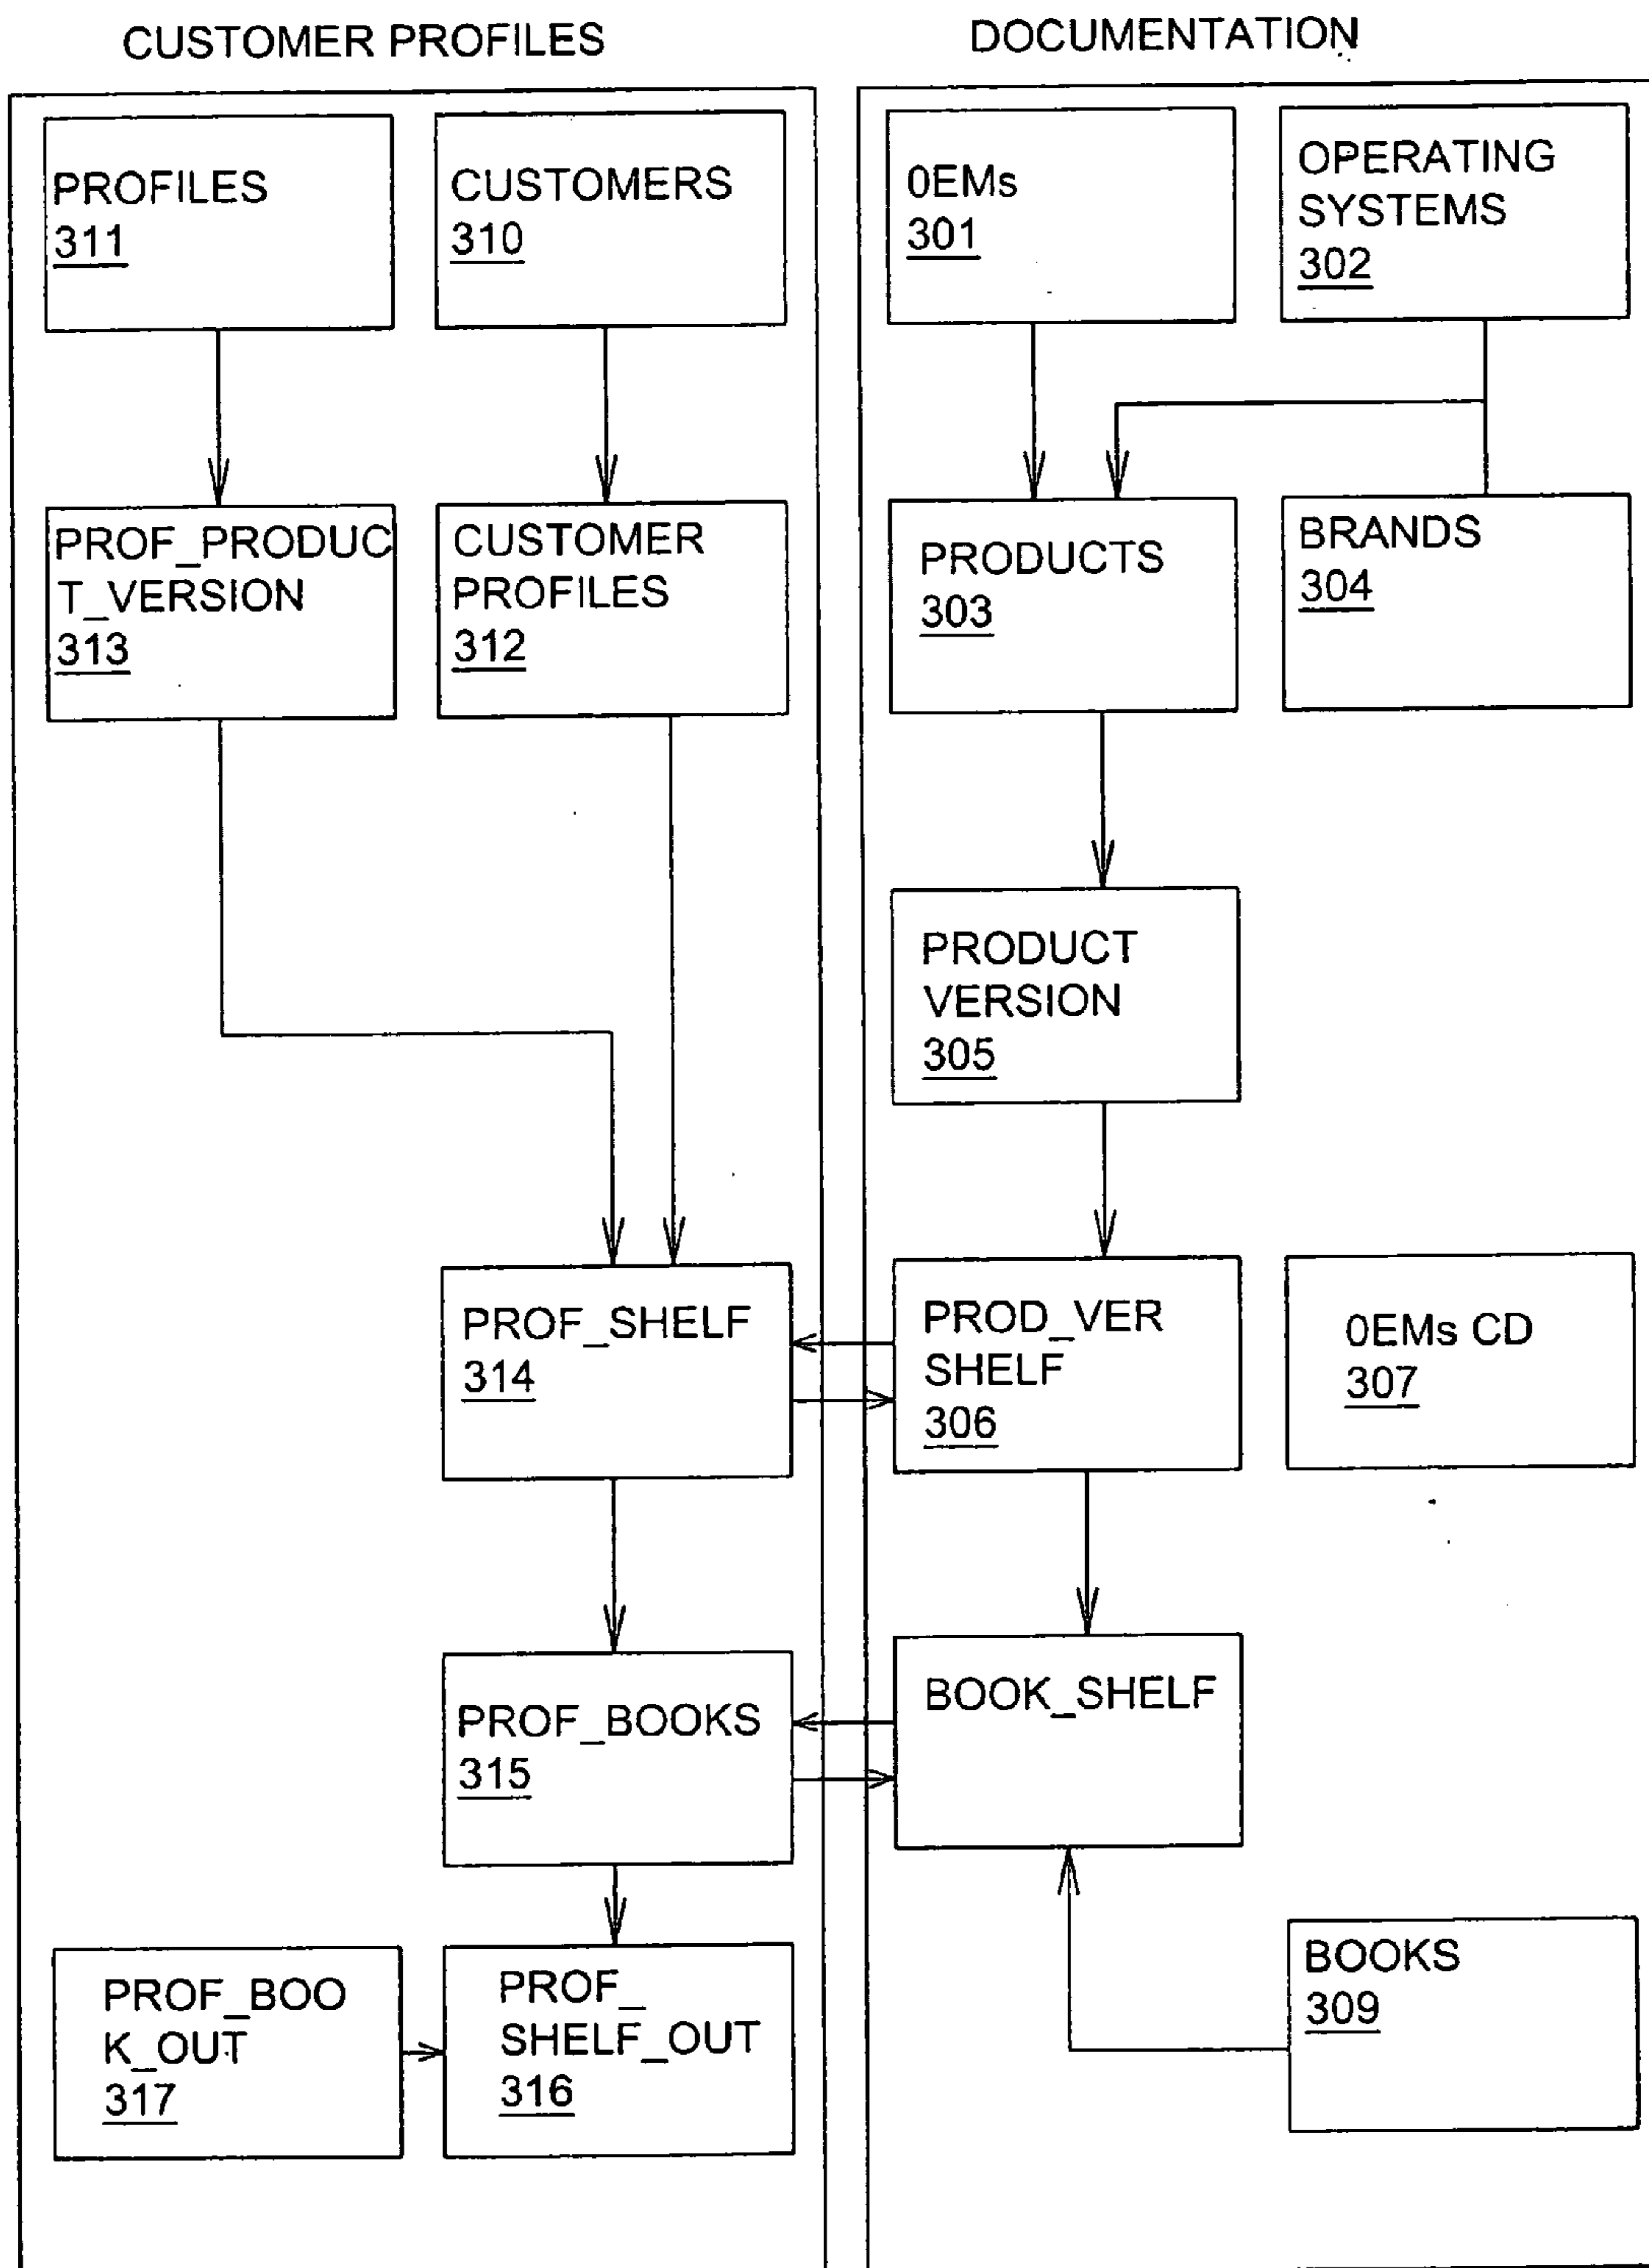 CUSTOMER PROFILES
DOCUMENTATION
PROFILES
311
CUSTOMERS
310
0EMs
301
OPERATING
SYSTEMS
302
PROF_PRODUC
T_VERSION
313
CUSTOMER
PROFILES
312
PRODUCTS
303
BRANDS
304
PRODUCT
VERSION
305
PROF_SHELF
314
PROD_VER
SHELF
306
0EMs CD
307
PROF_BOOKS
315
BOOK_SHELF
PROF_BOO
K_OUT
317
PROF_
SHELF_OUT
316
BOOKS
309